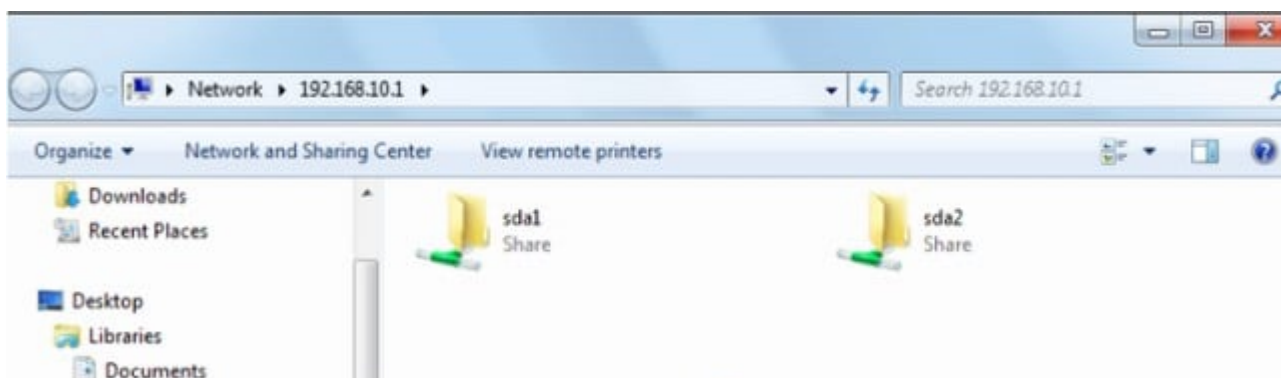 Network 192.168.10.1
Search 192.168.10.1
Organize Network and Sharing Center View remote printers
Downloads
Recent Places
Desktop
Libraries
Documents
sda1
Share
sda2
Share